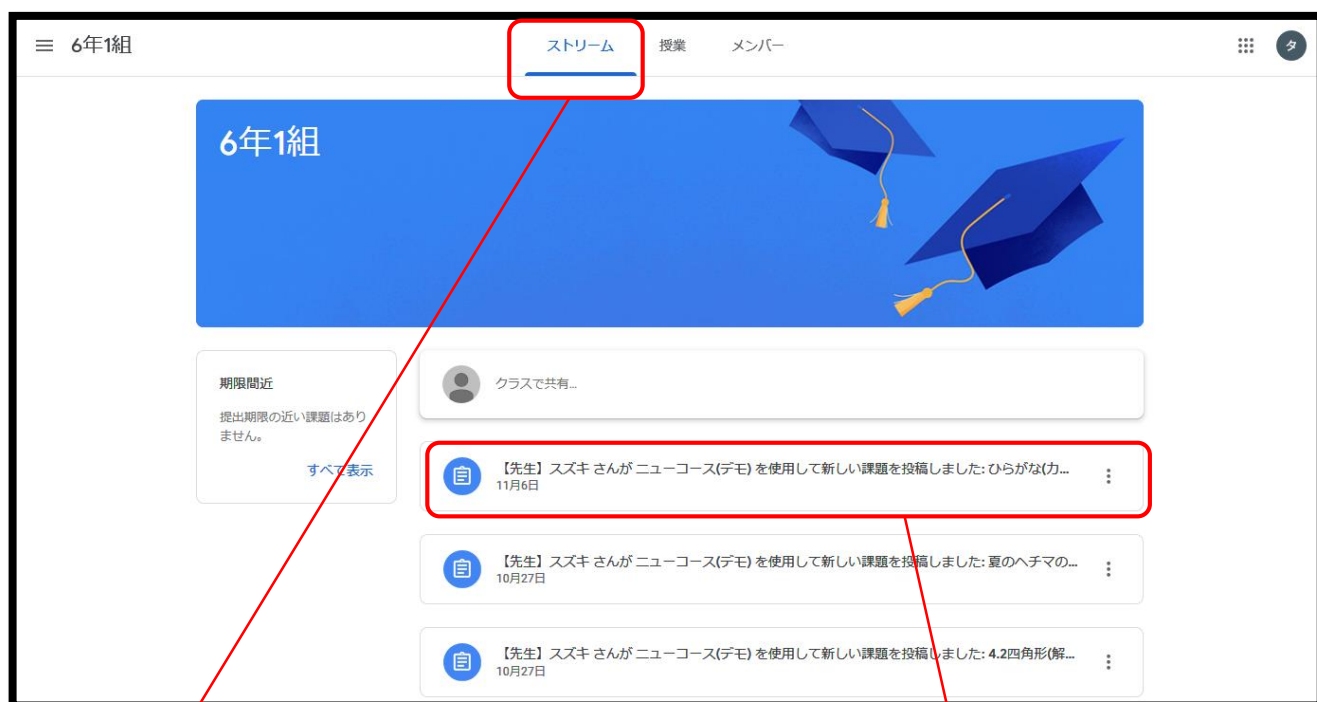 6年1組
ストリーム 授業 メンバー
タ
6年1組
期限間近
提出期限の近い課題はあり
ません。
すべて表示
クラスで共有...
【先生】スズキ さんが ニューコース(デモ) を使用して新しい課題を投稿しました: ひらがな(カ...
11月6日
【先生】スズキ さんが ニューコース(デモ) を使用して新しい課題を投稿しました: 夏のヘチマの...
10月27日
【先生】スズキ さんが ニューコース(デモ) を使用して新しい課題を投稿しました: 4.2四角形(解...
10月27日